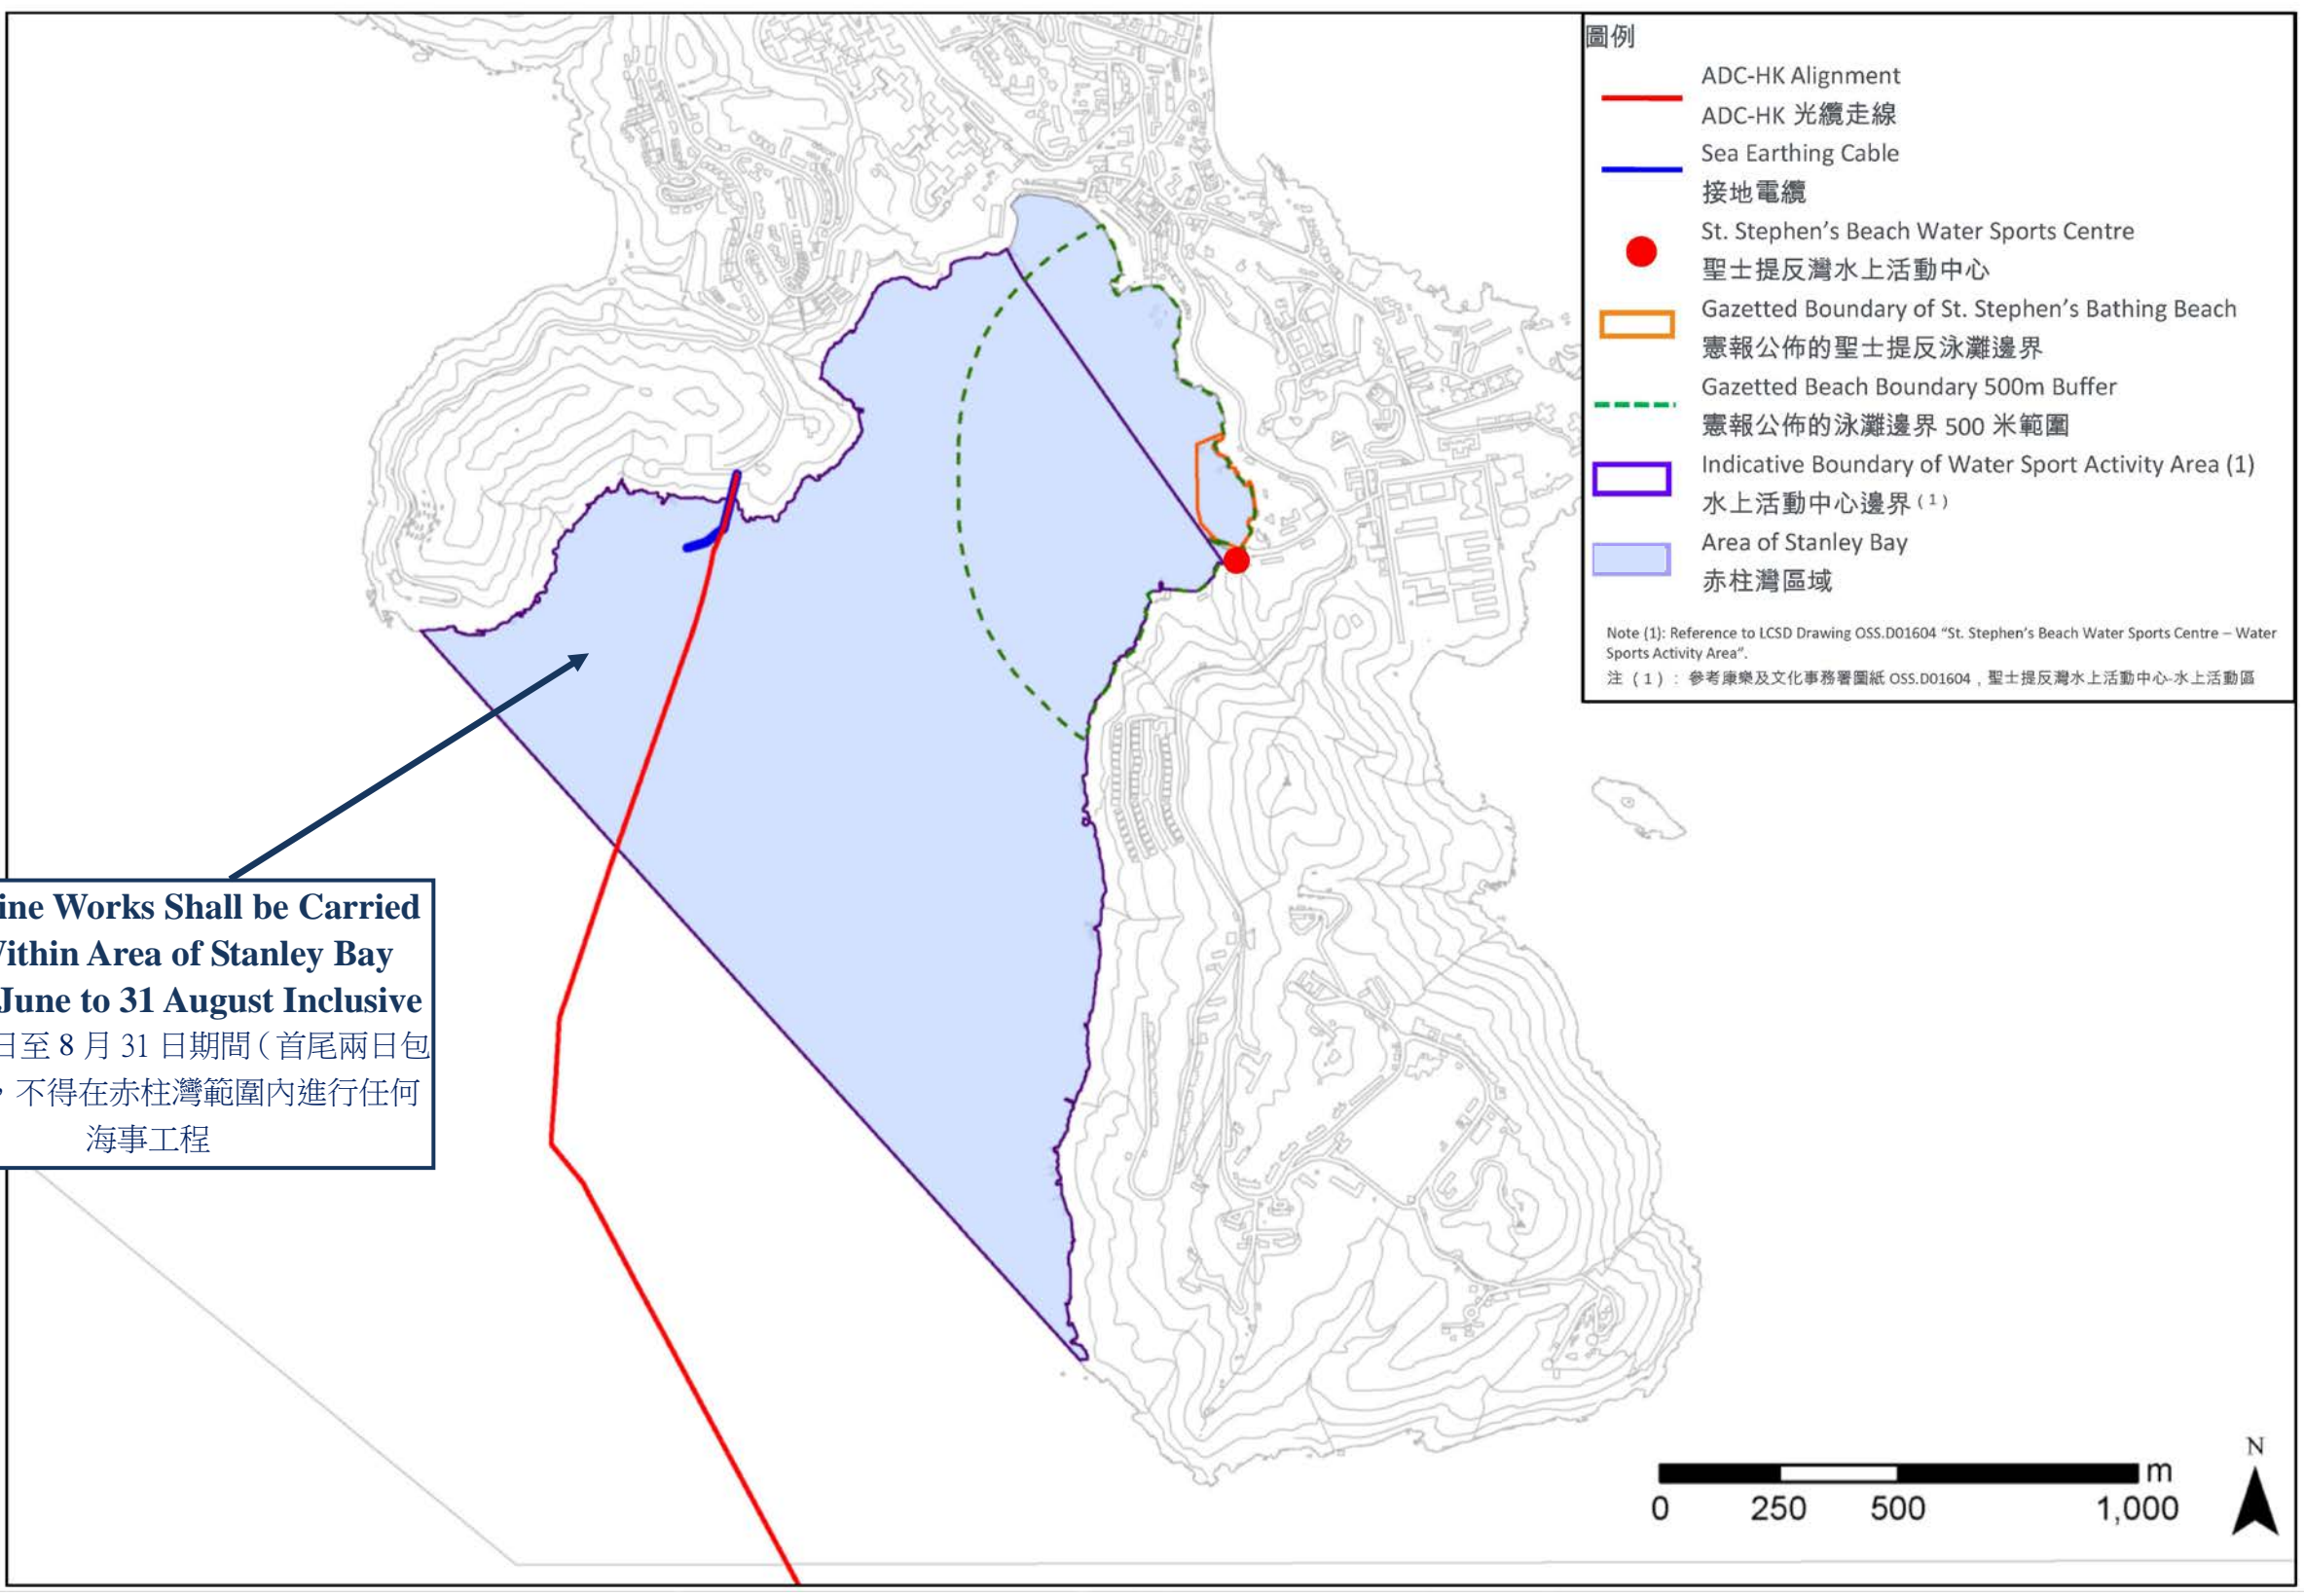 圖例
ADC-HK Alignment
ADC-HK 光纜走線
Sea Earthing Cable
接地電纜
St. Stephen’s Beach Water Sports Centre
聖士提反灣水上活動中心
Gazetted Boundary of St. Stephen’s Bathing Beach
憲報公佈的聖士提反泳灘邊界
Gazetted Beach Boundary 500m Buffer
憲報公佈的泳灘邊界 500 米範圍
Indicative Boundary of Water Sport Activity Area (1)
水上活動中心邊界(1)
Area of Stanley Bay
赤柱灣區域
Note (1): Reference to LCSD Drawing OSS.D01604 “St. Stephen’s Beach Water Sports Centre – Water
Sports Activity Area”.
注 (1)：參考康樂及文化事務署圖紙 OSS.D01604，聖士提反灣水上活動中心-水上活動區
Works Shall be Carried
Area of Stanley Bay
June to 31 August Inclusive
日至 8 月 31 日期間（首尾兩日包
，不得在赤柱灣範圍內進行任何
海事工程
N
m
0 250 500 1,000